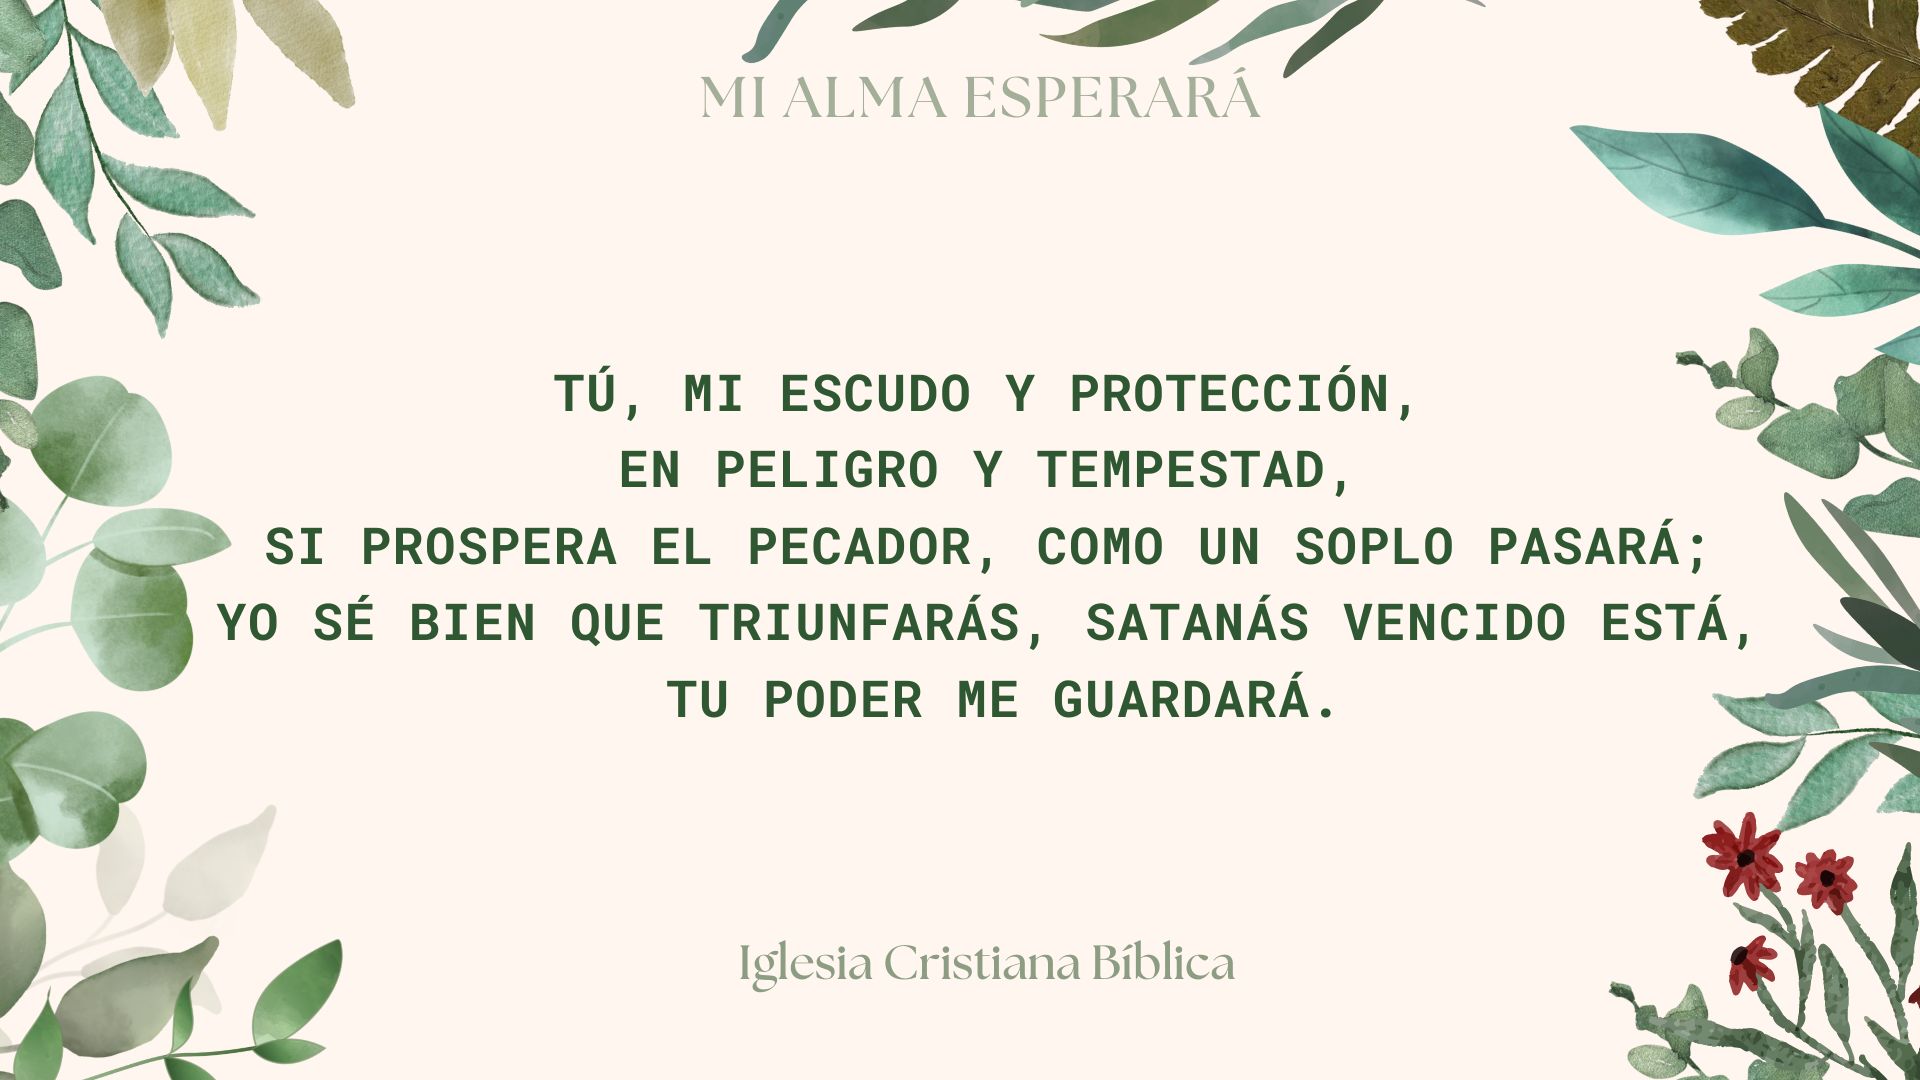 MI ALMA ESPERARÁ
TÚ, MI ESCUDO Y PROTECCIÓN,
EN PELIGRO Y TEMPESTAD,
SI PROSPERA EL PECADOR, COMO UN SOPLO PASARÁ;
YO SÉ BIEN QUE TRIUNFARÁS, SATANÁS VENCIDO ESTÁ,
TU PODER ME GUARDARÁ.
Iglesia Cristiana Bíblica